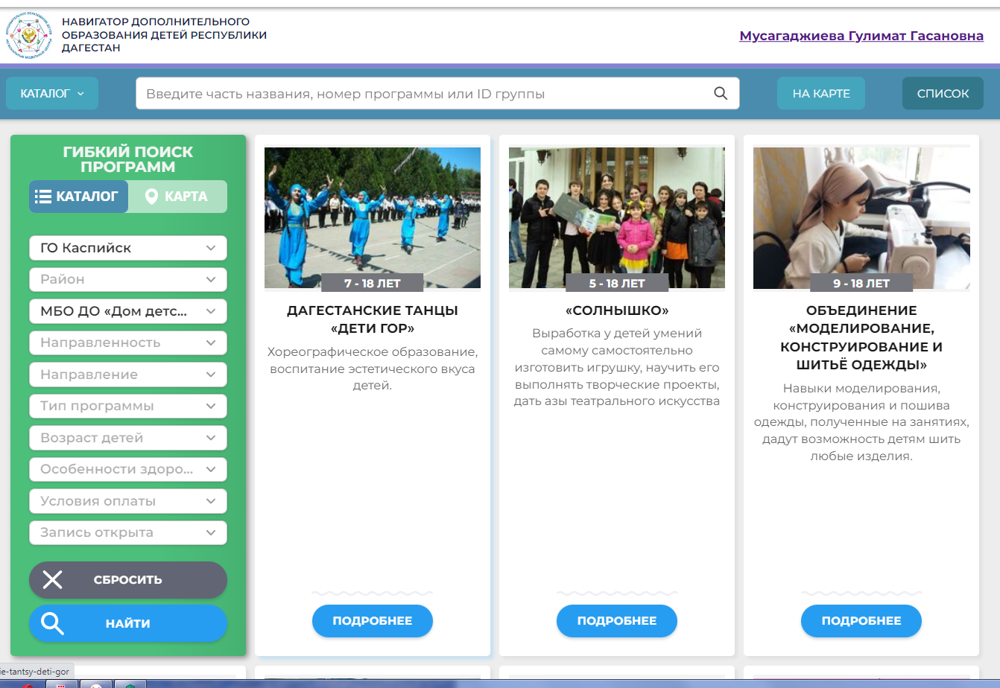 НАВИГАТОР ДОПОЛНИТЕЛЬНОГО
ОБРАЗОВАНИЯ ДЕТЕЙ РЕСПУБЛИКИ
ДАГЕСТАН
Мусагаджиева Гулимат Гасановна
КАТАЛОГ
Введите часть названия, номер программы или ID группы
НА КАРТЕ
СПИСОК
ГИБКИЙ ПОИСК
ПРОГРАММ
КАТАЛОГ
КАРТА
ГО Каспийск
Район
МБО ДО «Дом детс...
Направленность
Направление
Тип программы
Возраст детей
Особенности здоро...
Условия оплаты
Запись открыта
СБРОСИТЬ
НАЙТИ
7 - 18 ЛЕТ
ДАГЕСТАНСКИЕ ТАНЦЫ
«ДЕТИ ГОР»
Хореографическое образование,
воспитание эстетического вкуса
детей.
ПОДРОБНЕЕ
5 - 18 ЛЕТ
«СОЛНЫШКО»
Выработка у детей умений
самому самостоятельно
изготовить игрушку, научить его
выполнять творческие проекты,
дать азы театрального искусства
ПОДРОБНЕЕ
9 - 18 ЛЕТ
ОБЪЕДИНЕНИЕ
«МОДЕЛИРОВАНИЕ,
КОНСТРУИРОВАНИЕ И
ШИТЬЁ ОДЕЖДЫ»
Навыки моделирования,
конструирования и пошива
одежды, полученные на занятиях,
дадут возможность детям шить
любые изделия.
ПОДРОБНЕЕ
ie-tantsy-deti-gor